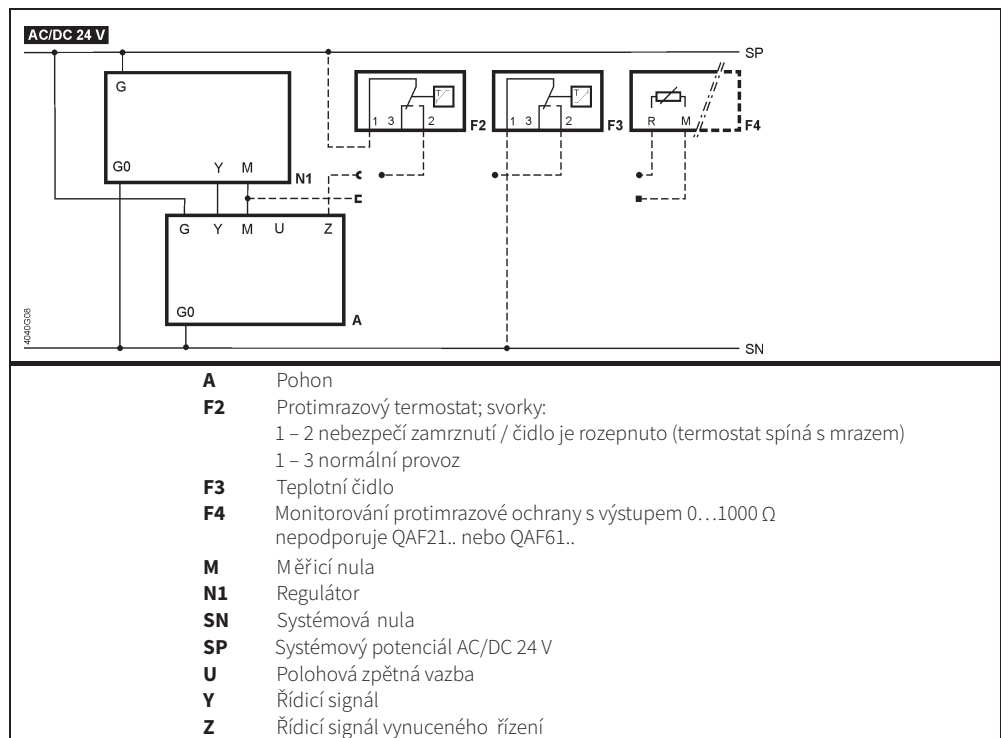 AC/DC 24 V
SP
G
1 3 2 F2
1 3 2 F3
R M F4
G0 Y M
N1
G Y M U Z
G0
A
4040G08
SN
A Pohon
F2 Protimrazový termostat; svorky:
1 – 2 nebezpečí zamrznutí / čidlo je rozepnuto (termostat spíná s mrazem)
1 – 3 normální provoz
F3 Teplotní čidlo
F4 Monitorování protimrazové ochrany s výstupem 0…1000 Ω
nepodporuje QAF21.. nebo QAF61..
M Měřicí nula
N1 Regulátor
SN Systémová nula
SP Systémový potenciál AC/DC 24 V
U Polohová zpětná vazba
Y Řídicí signál
Z Řídicí signál vynuceného řízení